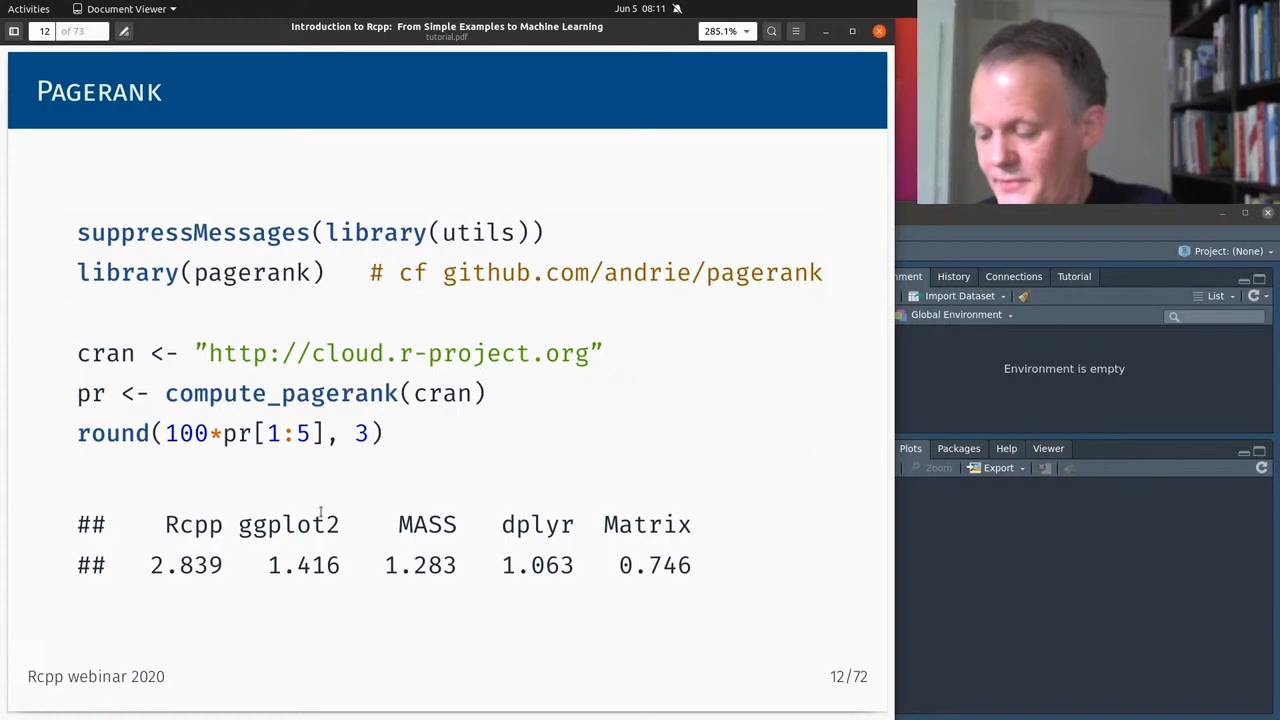 Activities
Document Viewer
Jun 5 08:11
12 of 73
Introduction to Rcpp: From Simple Examples to Machine Learning
tutorial.pdf
285.1%
PAGERANK
suppressMessages(library(utils))
library(pagerank) # cf github.com/andrie/pagerank
cran <- "http://cloud.r-project.org"
pr <- compute_pagerank(cran)
round(100*pr[1:5], 3)
## Rcpp ggplot2 MASS dplyr Matrix
## 2.839 1.416 1.283 1.063 0.746
Rcpp webinar 2020
12/72
Project: (None)
nment History Connections Tutorial
Import Dataset
List
Global Environment
Environment is empty
Plots Packages Help Viewer
Zoom
Export